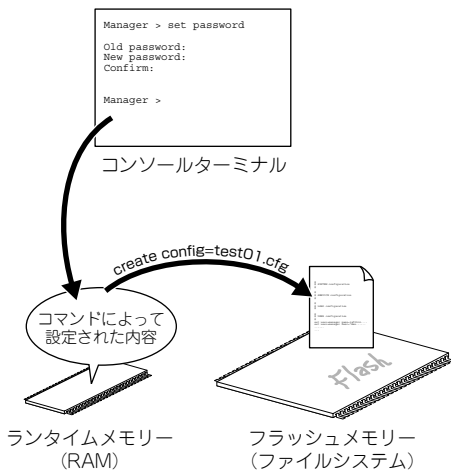 Manager > set password
Old password:
New password:
Confirm:
Manager >
コンソールターミナル
create config=test01.cfg
コマンドによって
設定された内容
Flash
ランタイムメモリー
（RAM）
フラッシュメモリー
（ファイルシステム）